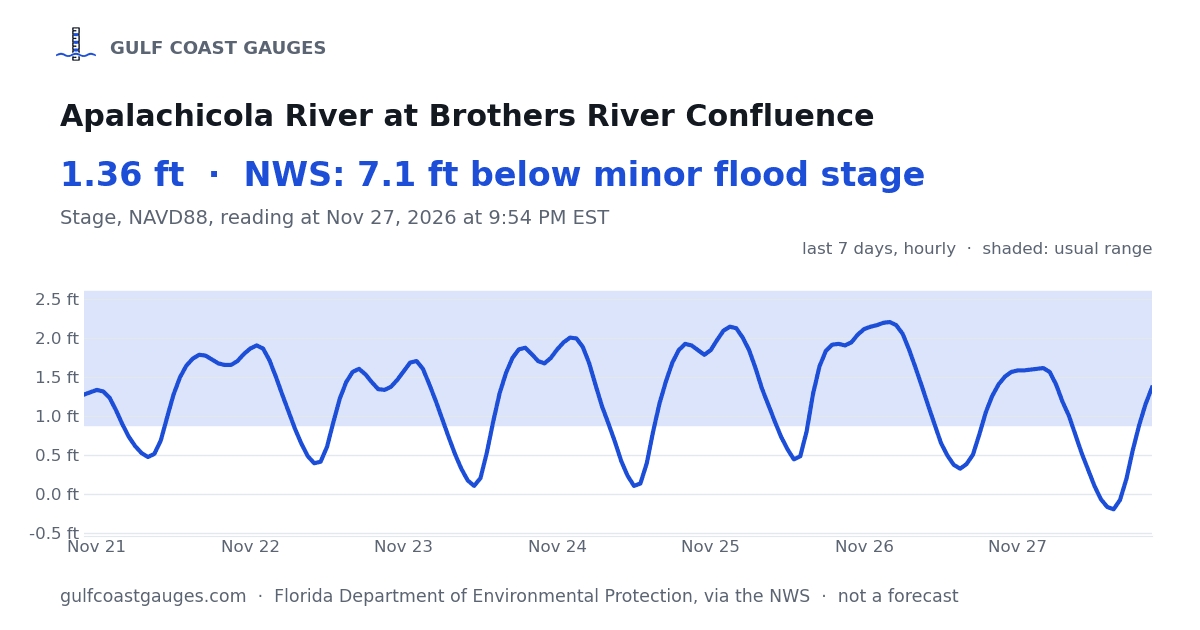 GULF COAST GAUGES
Apalachicola River at Brothers River Confluence
1.36 ft · NWS: 7.1 ft below minor flood stage
Stage, NAVD88, reading at Nov 27, 2026 at 9:54 PM EST
last 7 days, hourly · shaded: usual range
2.5 ft
2.0 ft
1.5 ft
1.0 ft
0.5 ft
0.0 ft
-0.5 ft
Nov 21 Nov 22 Nov 23 Nov 24 Nov 25 Nov 26 Nov 27
gulfcoastgauges.com · Florida Department of Environmental Protection, via the NWS · not a forecast